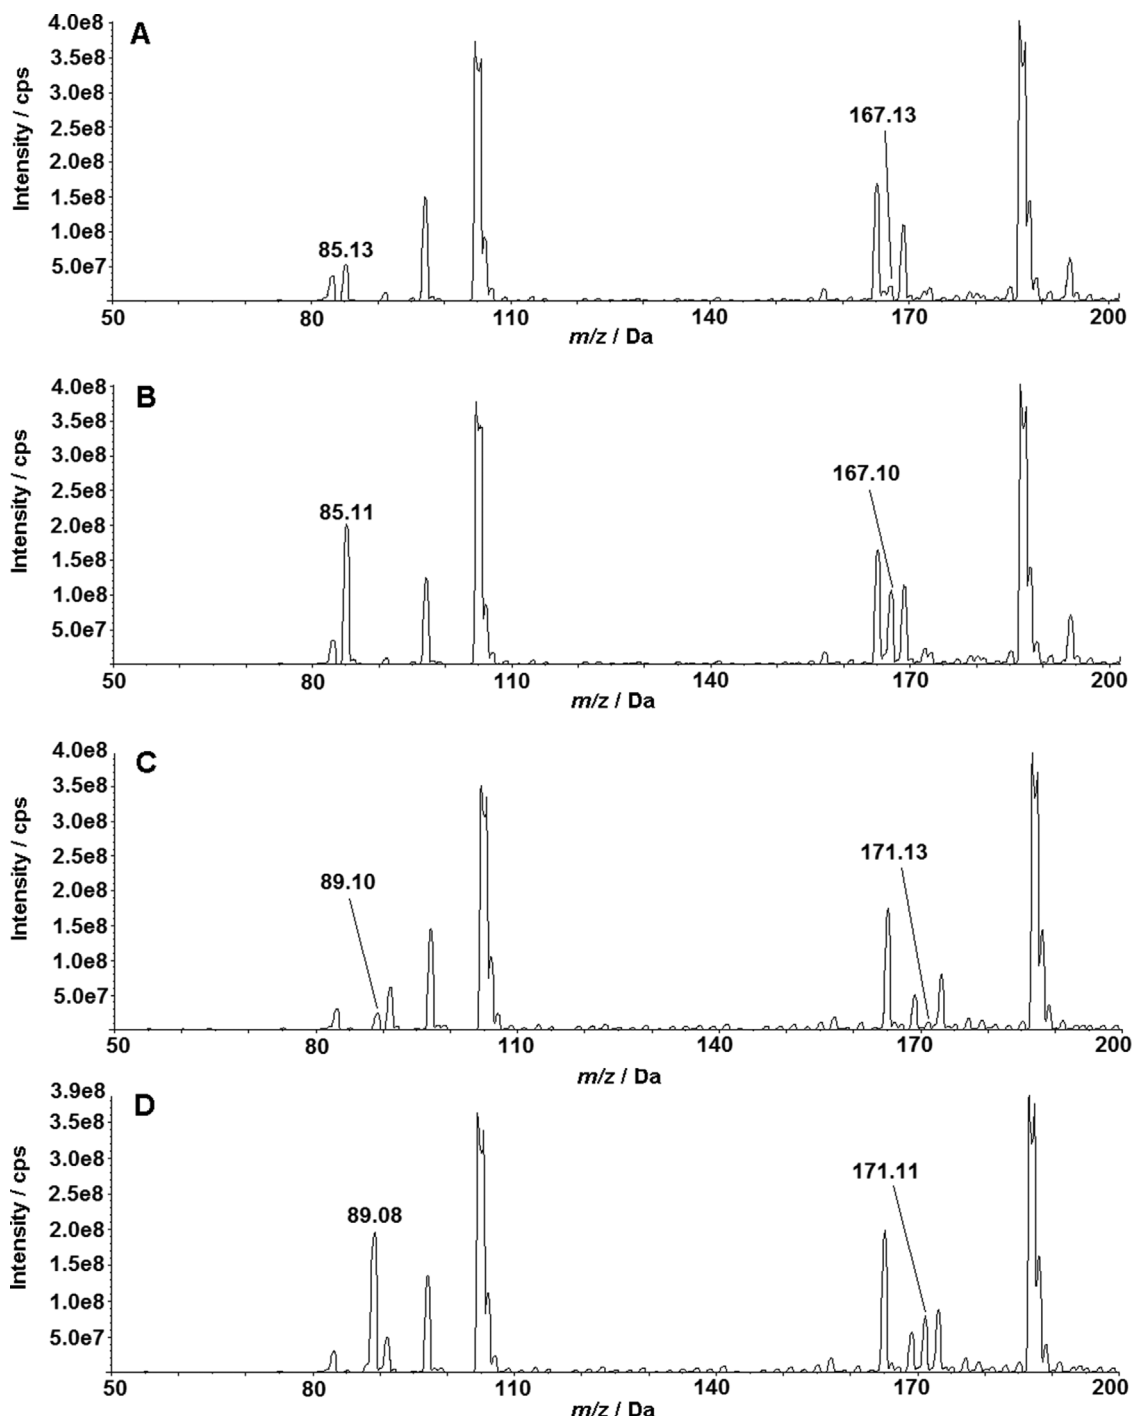 A
4.0e8
3.5e8
3.0e8
2.5e8
2.0e8
1.5e8
1.0e8
5.0e7
Intensity / cps
85.13
167.13
50 80 110 140 170 200
m/z / Da
B
4.0e8
3.5e8
3.0e8
2.5e8
2.0e8
1.5e8
1.0e8
5.0e7
Intensity / cps
85.11
167.10
50 80 110 140 170 200
m/z / Da
C
4.0e8
3.5e8
3.0e8
2.5e8
2.0e8
1.5e8
1.0e8
5.0e7
Intensity / cps
89.10
171.13
50 80 110 140 170 200
m/z / Da
D
3.9e8
3.5e8
3.0e8
2.5e8
2.0e8
1.5e8
1.0e8
5.0e7
Intensity / cps
89.08
171.11
50 80 110 140 170 200
m/z / Da